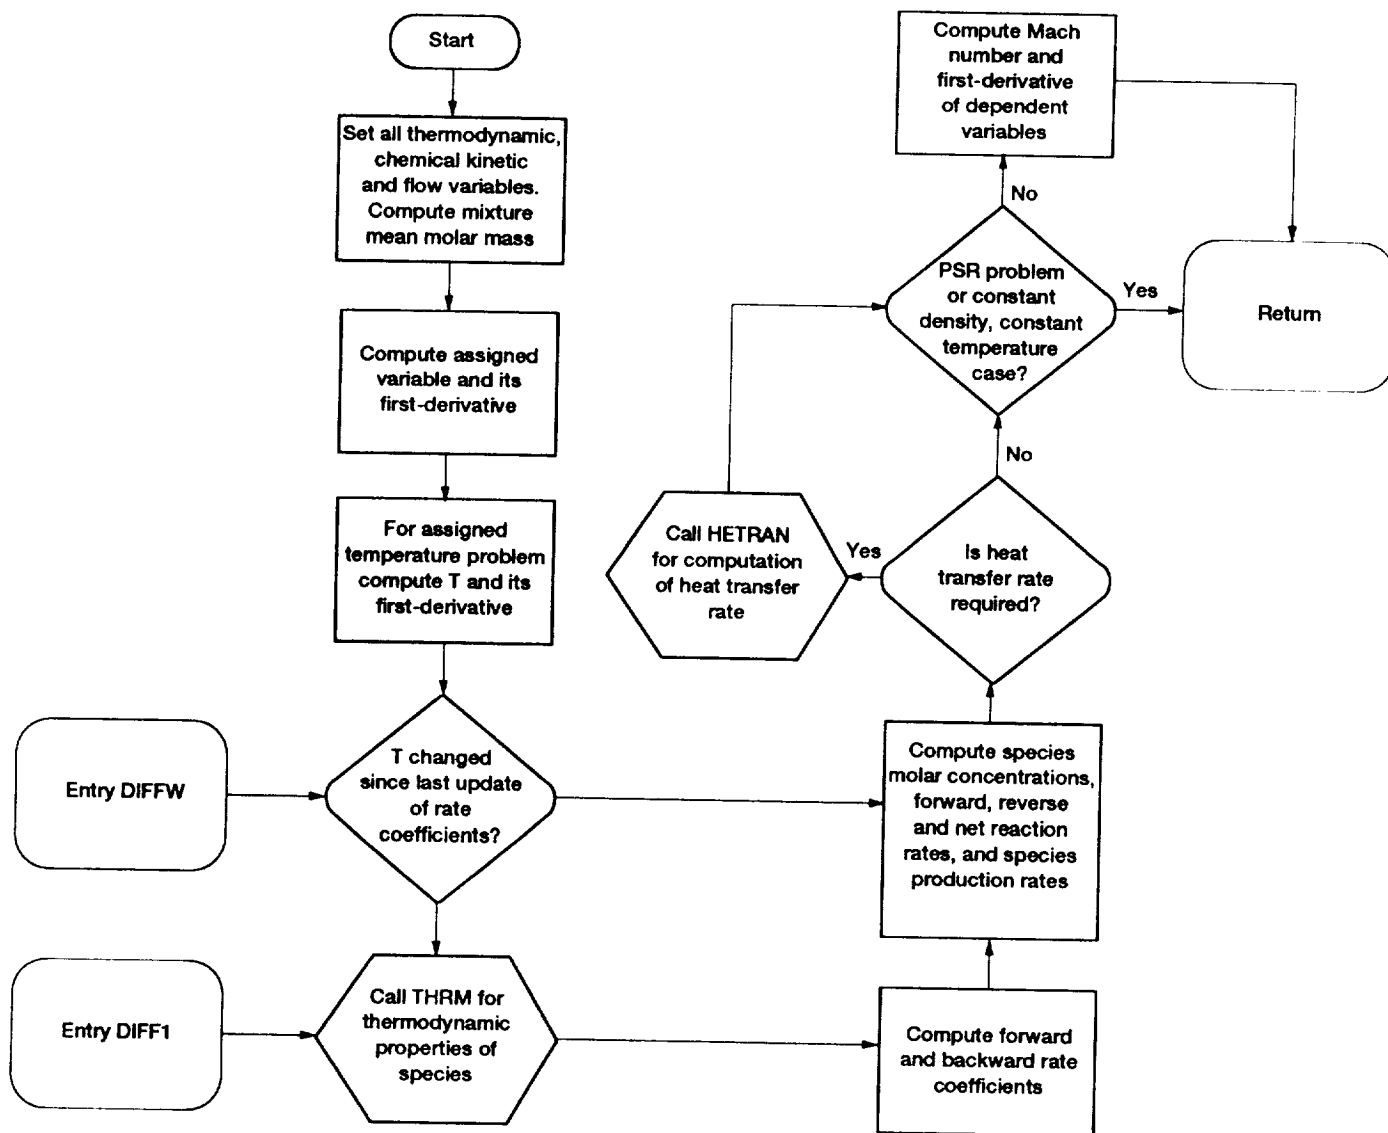 Start
Set all thermodynamic,
chemical kinetic
and flow variables.
Compute mixture
mean molar mass
Compute assigned
variable and its
first-derivative
For assigned
temperature problem
compute T and its
first-derivative
T changed
since last update
of rate
coefficients?
Entry DIFFW
Entry DIFF1
Call THRM for
thermodynamic
properties of
species
Compute forward
and backward rate
coefficients
Compute species
molar concentrations,
forward, reverse
and net reaction
rates, and species
production rates
Is heat
transfer rate
required?
Yes
Call HETRAN
for computation
of heat transfer
rate
No
PSR problem
or constant
density, constant
temperature
case?
Yes
No
Compute Mach
number and
first-derivative
of dependent
variables
Return